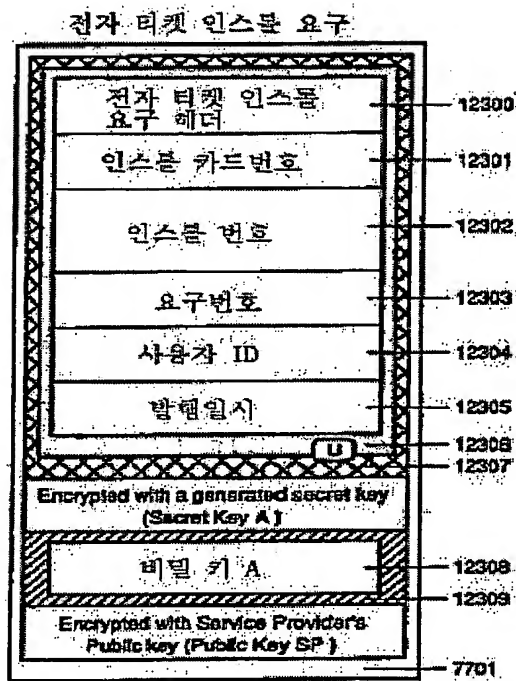 전자 티켓 인스톨 요구
전자 티켓 인스톨
요구 헤더
12300
인스톨 카드번호
12301
인스톨 번호
12302
요구번호
12303
사용자 ID
12304
발행일시
12305
U
12306
12307
Encrypted with a generated secret key
(Secret Key A)
비밀 키 A
12308
12309
Encrypted with Service Provider's
Public key (Public Key SP)
7701